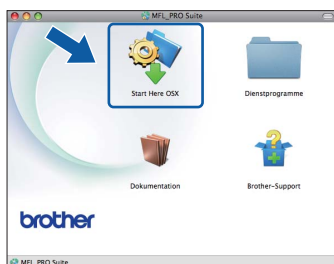 MFL_PRO Suite
Start Here OSX
Dienstprogramme
Dokumentation
Brother-Support
brother
MFL_PRO Suite